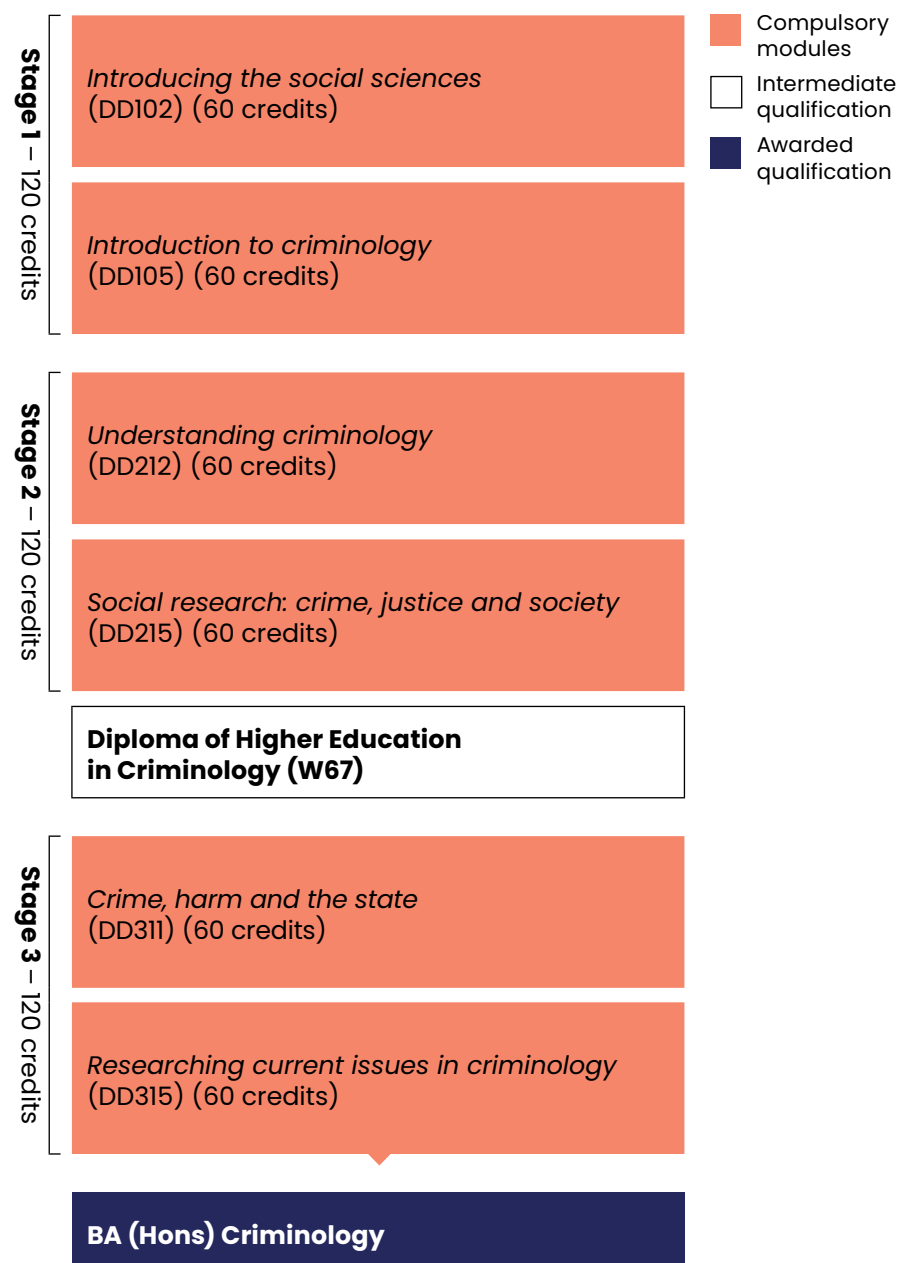 Stage 1 – 120 credits
Introducing the social sciences
(DD102) (60 credits)
Introduction to criminology
(DD105) (60 credits)
Compulsory
modules
Intermediate
qualification
Awarded
qualification
Stage 2 – 120 credits
Understanding criminology
(DD212) (60 credits)
Social research: crime, justice and society
(DD215) (60 credits)
Diploma of Higher Education
in Criminology (W67)
Stage 3 – 120 credits
Crime, harm and the state
(DD311) (60 credits)
Researching current issues in criminology
(DD315) (60 credits)
BA (Hons) Criminology